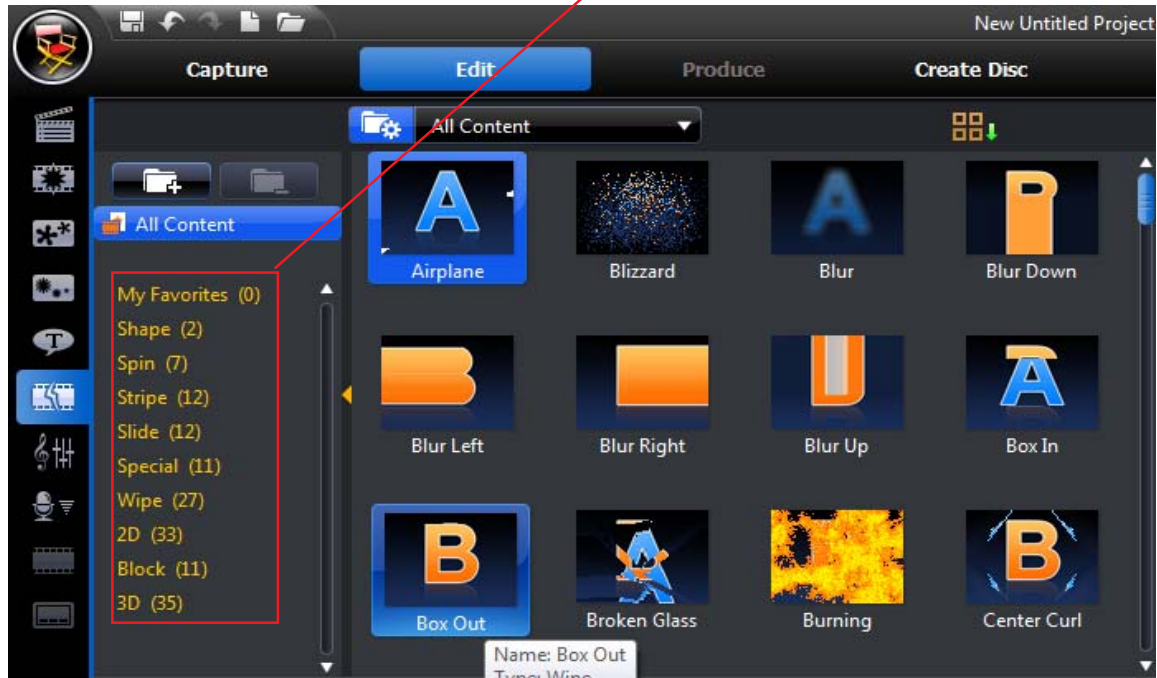 New Untitled Project
Capture Edit Produce Create Disc
All Content
All Content
My Favorites (0)
Shape (2)
Spin (7)
Stripe (12)
Slide (12)
Special (11)
Wipe (27)
2D (33)
Block (11)
3D (35)
Airplane Blizzard Blur Blur Down
Blur Left Blur Right Blur Up Box In
Box Out Broken Glass Burning Center Curl
Name: Box Out
Type: Wipe